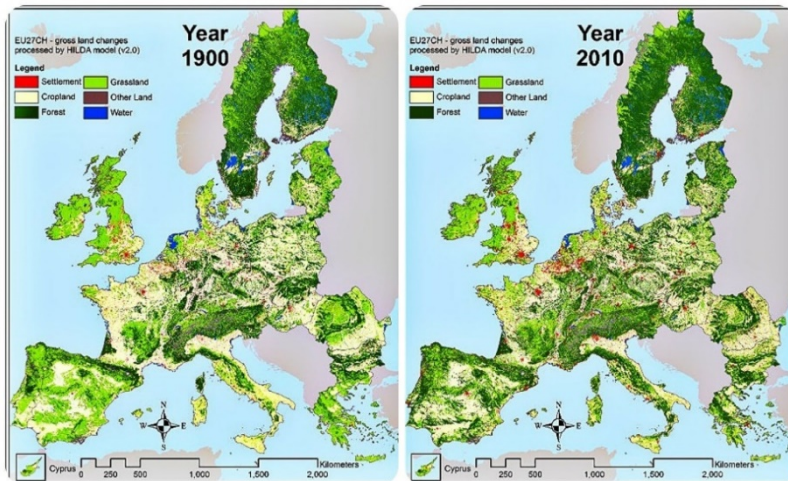 EU27CH - gross land changes
processed by HILDA model (v2.0)
Year
1900
Legend
Settlement
Grassland
Cropland
Other Land
Forest
Water
N
W
E
S
Cyprus
Kilometers
0 250 500 1,000 1,500 2,000
EU27CH - gross land changes
processed by HILDA model (v2.0)
Year
2010
Legend
Settlement
Grassland
Cropland
Other Land
Forest
Water
N
W
E
S
Cyprus
Kilometers
0 250 500 1,000 1,500 2,000